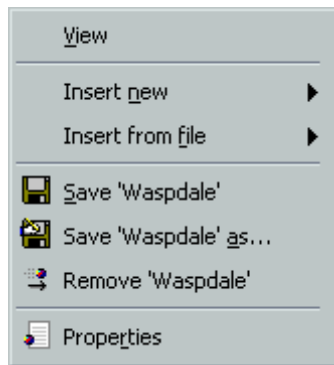 View
Insert new
Insert from file
Save 'Waspdale'
Save 'Waspdale' as...
Remove 'Waspdale'
Properties